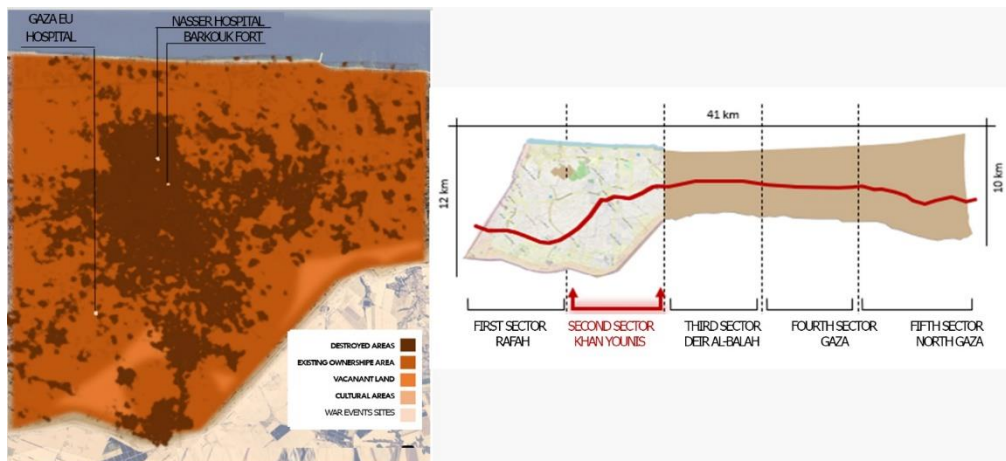 GAZA EU
HOSPITAL
NASSER HOSPITAL
BARKOUK FORT
DESTROYED AREAS
EXISTING OWNERSHIPE AREA
VACANANT LAND
CULTURAL AREAS
WAR EVENTS SITES
41 km
12 km
10 km
FIRST SECTOR
RAFAH
SECOND SECTOR
KHAN YOUNIS
THIRD SECTOR
DEIR AL-BALAH
FOURTH SECTOR
GAZA
FIFTH SECTOR
NORTH GAZA